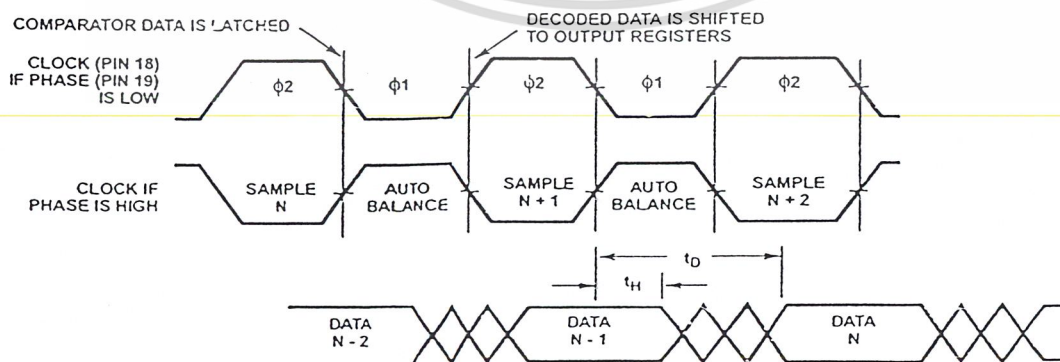 COMPARATOR DATA IS LATCHED
DECODED DATA IS SHIFTED
TO OUTPUT REGISTERS
CLOCK (PIN 18)
IF PHASE (PIN 19)
IS LOW
ϕ2
ϕ1
ϕ2
ϕ1
ϕ2
CLOCK IF
PHASE IS HIGH
SAMPLE
N
AUTO
BALANCE
SAMPLE
N + 1
AUTO
BALANCE
SAMPLE
N + 2
tD
tH
DATA
N - 2
DATA
N - 1
DATA
N